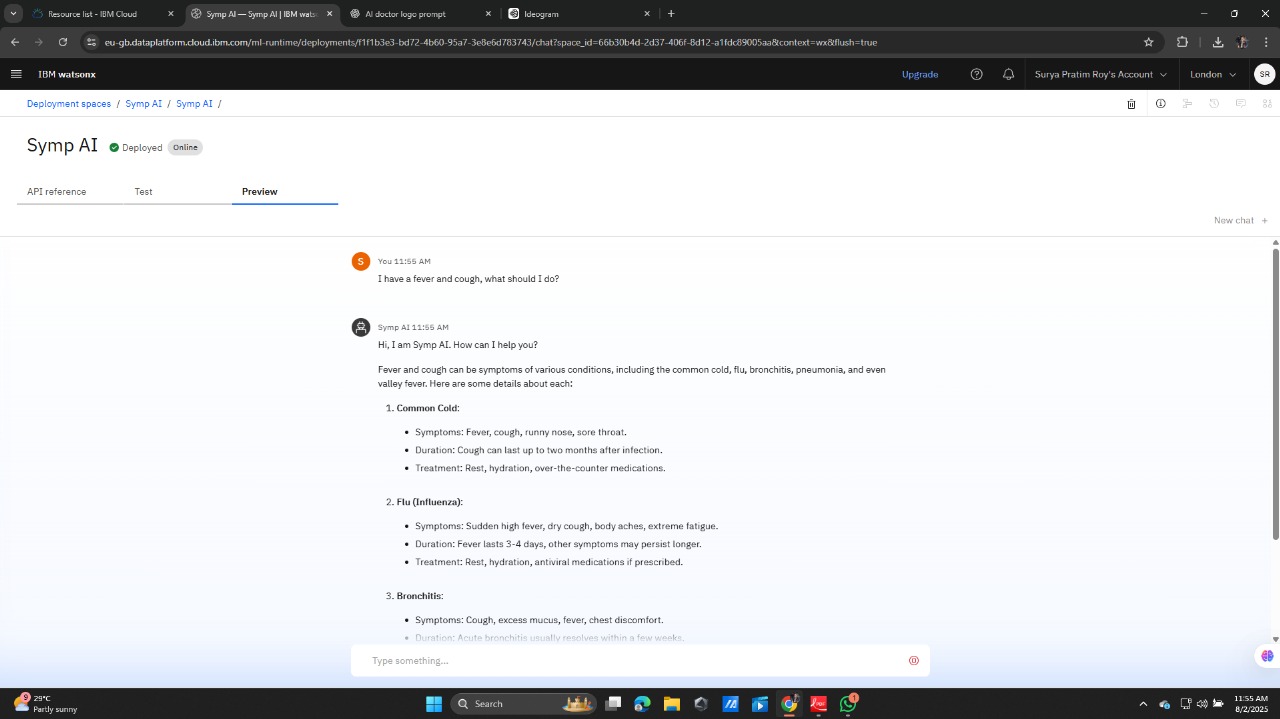 Resource list - IBM Cloud
Symp AI — Symp AI | IBM wats
AI doctor logo prompt
Ideogram
eu-gb.dataplatform.cloud.ibm.com/ml-runtime/deployments/f1f1b3e3-bd72-4b60-95a7-3e8e6d783743/chat?space_id=66b30b4d-2d37-406f-8d12-a1fdc89005aa&context=wx&flush=true
IBM watsonx
Upgrade
Surya Pratim Roy's Account
London
SR
Deployment spaces / Symp AI / Symp AI /
Symp AI
Deployed
Online
API reference
Test
Preview
New chat +
S
You 11:55 AM
I have a fever and cough, what should I do?
Symp AI 11:55 AM
Hi, I am Symp AI. How can I help you?
Fever and cough can be symptoms of various conditions, including the common cold, flu, bronchitis, pneumonia, and even
valley fever. Here are some details about each:
1. Common Cold:
• Symptoms: Fever, cough, runny nose, sore throat.
• Duration: Cough can last up to two months after infection.
• Treatment: Rest, hydration, over-the-counter medications.
2. Flu (Influenza):
• Symptoms: Sudden high fever, dry cough, body aches, extreme fatigue.
• Duration: Fever lasts 3-4 days, other symptoms may persist longer.
• Treatment: Rest, hydration, antiviral medications if prescribed.
3. Bronchitis:
• Symptoms: Cough, excess mucus, fever, chest discomfort.
• Duration: Acute bronchitis usually resolves within a few weeks.
Type something...
9
29°C
Partly sunny
Search
1
11:55 AM
8/2/2025